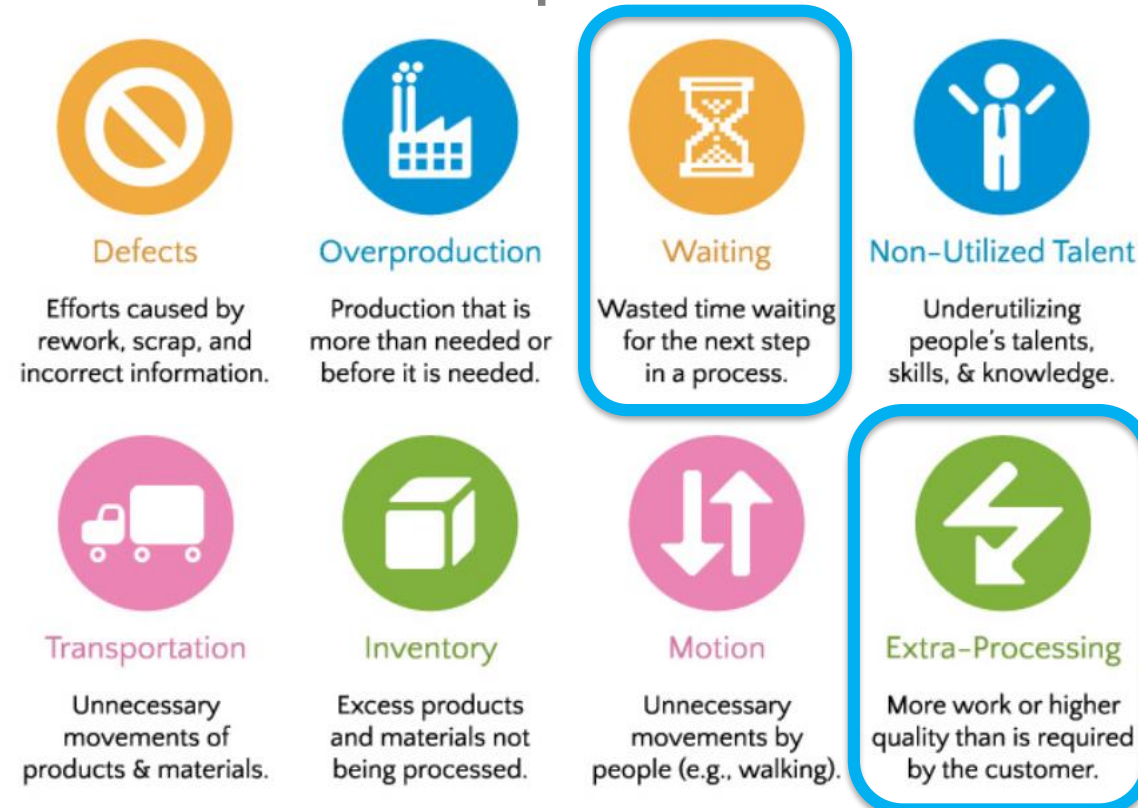 Defects
Efforts caused by
rework, scrap, and
incorrect information.
Overproduction
Production that is
more than needed or
before it is needed.
Waiting
Wasted time waiting
for the next step
in a process.
Non-Utilized Talent
Underutilizing
people's talents,
skills, & knowledge.
Transportation
Unnecessary
movements of
products & materials.
Inventory
Excess products
and materials not
being processed.
Motion
Unnecessary
movements by
people (e.g., walking).
Extra-Processing
More work or higher
quality than is required
by the customer.